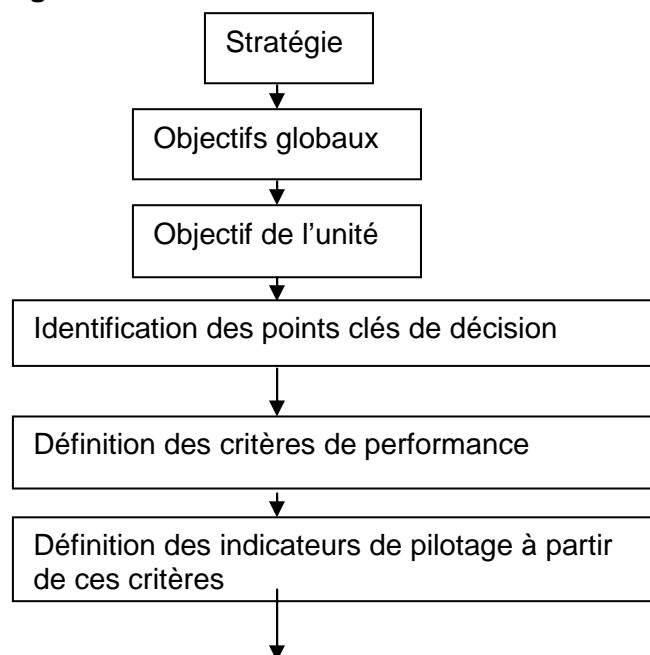 Stratégie
Objectifs globaux
Objectif de l'unité
Identification des points clés de décision
Définition des critères de performance
Définition des indicateurs de pilotage à partir
de ces critères